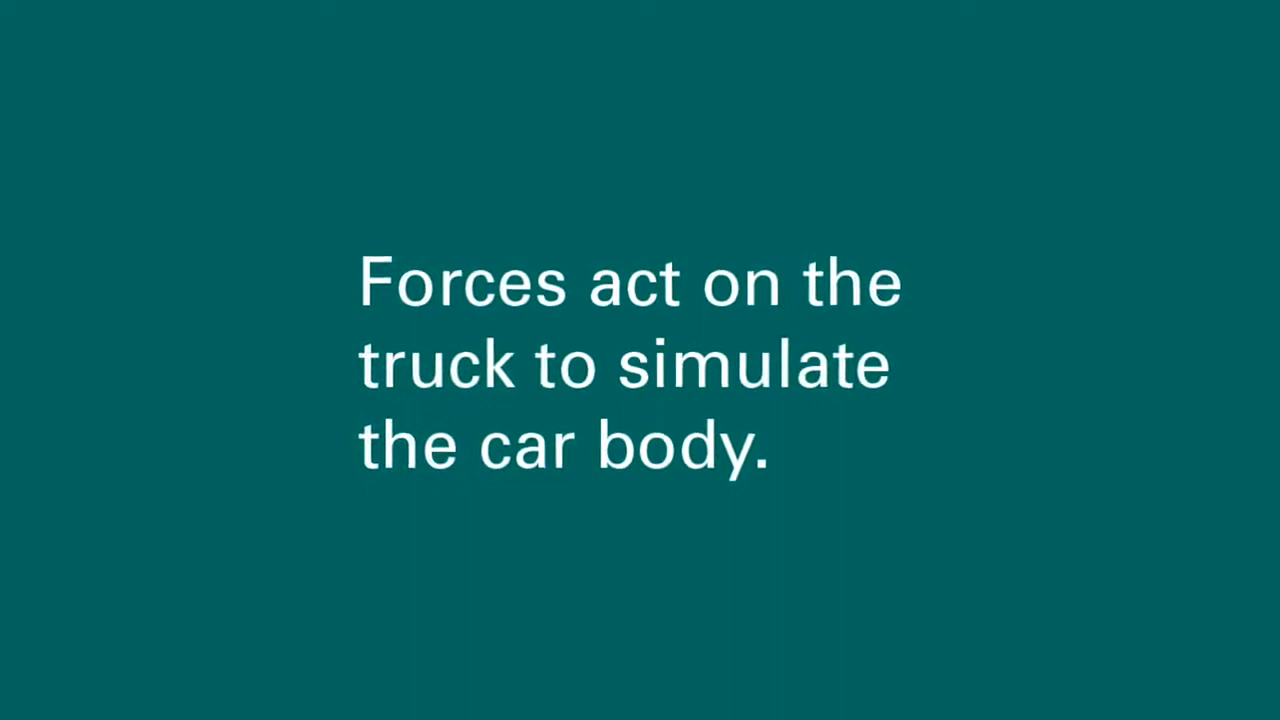 Forces act on the
truck to simulate
the car body.